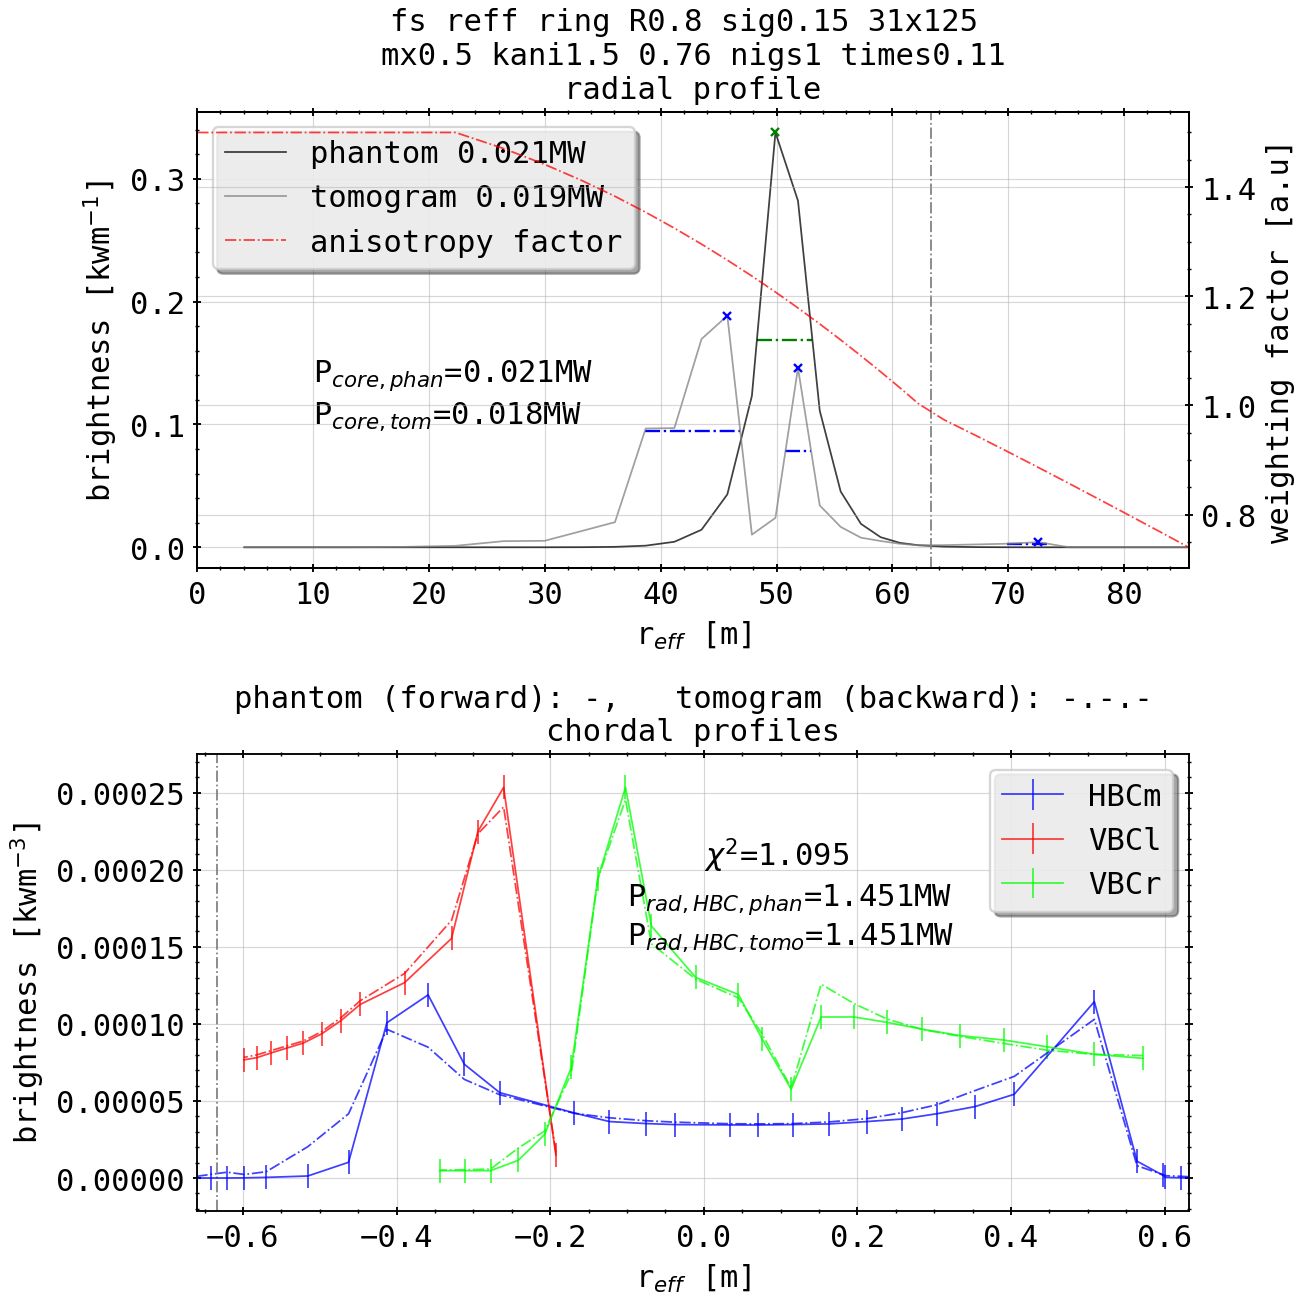 fs reff ring R0.8 sig0.15 31x125
mx0.5 kani1.5 0.76 nigs1 times0.11
radial profile
phantom 0.021MW
tomogram 0.019MW
anisotropy factor
P_{core,phan}=0.021MW
P_{core,tom}=0.018MW
brightness [kwm^{-1}]
0.3
0.2
0.1
0.0
weighting factor [a.u]
1.4
1.2
1.0
0.8
0 10 20 30 40 50 60 70 80
r_{eff} [m]
phantom (forward): -,   tomogram (backward): -.-.-
chordal profiles
HBCm
VBCl
VBCr
χ^2=1.095
P_{rad,HBC,phan}=1.451MW
P_{rad,HBC,tomo}=1.451MW
brightness [kwm^{-3}]
0.00025
0.00020
0.00015
0.00010
0.00005
0.00000
−0.6 −0.4 −0.2 0.0 0.2 0.4 0.6
r_{eff} [m]